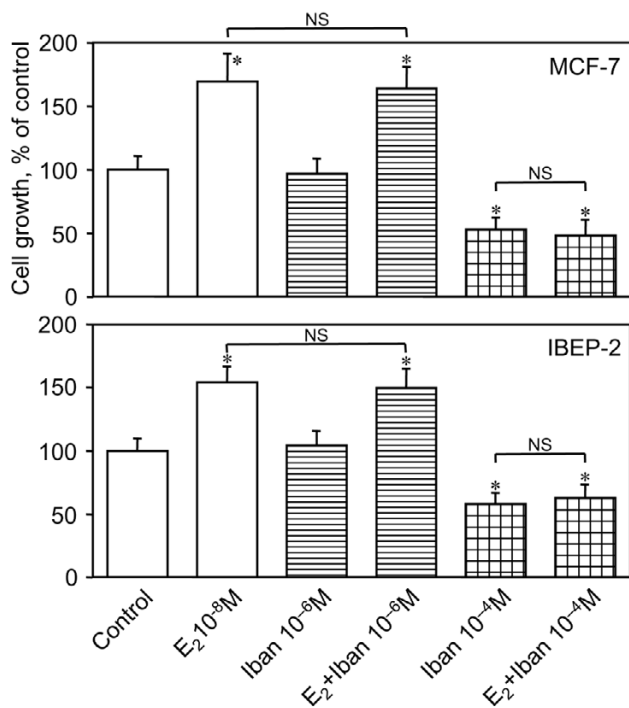 NS
200
MCF-7
*
*
150
100
NS
*
*
50
0
Cell growth, % of control
200
NS
IBEP-2
*
*
150
100
NS
*
*
50
0
Control
E₂10⁻⁸M
Iban 10⁻⁶M
E₂+Iban 10⁻⁶M
Iban 10⁻⁴M
E₂+Iban 10⁻⁴M